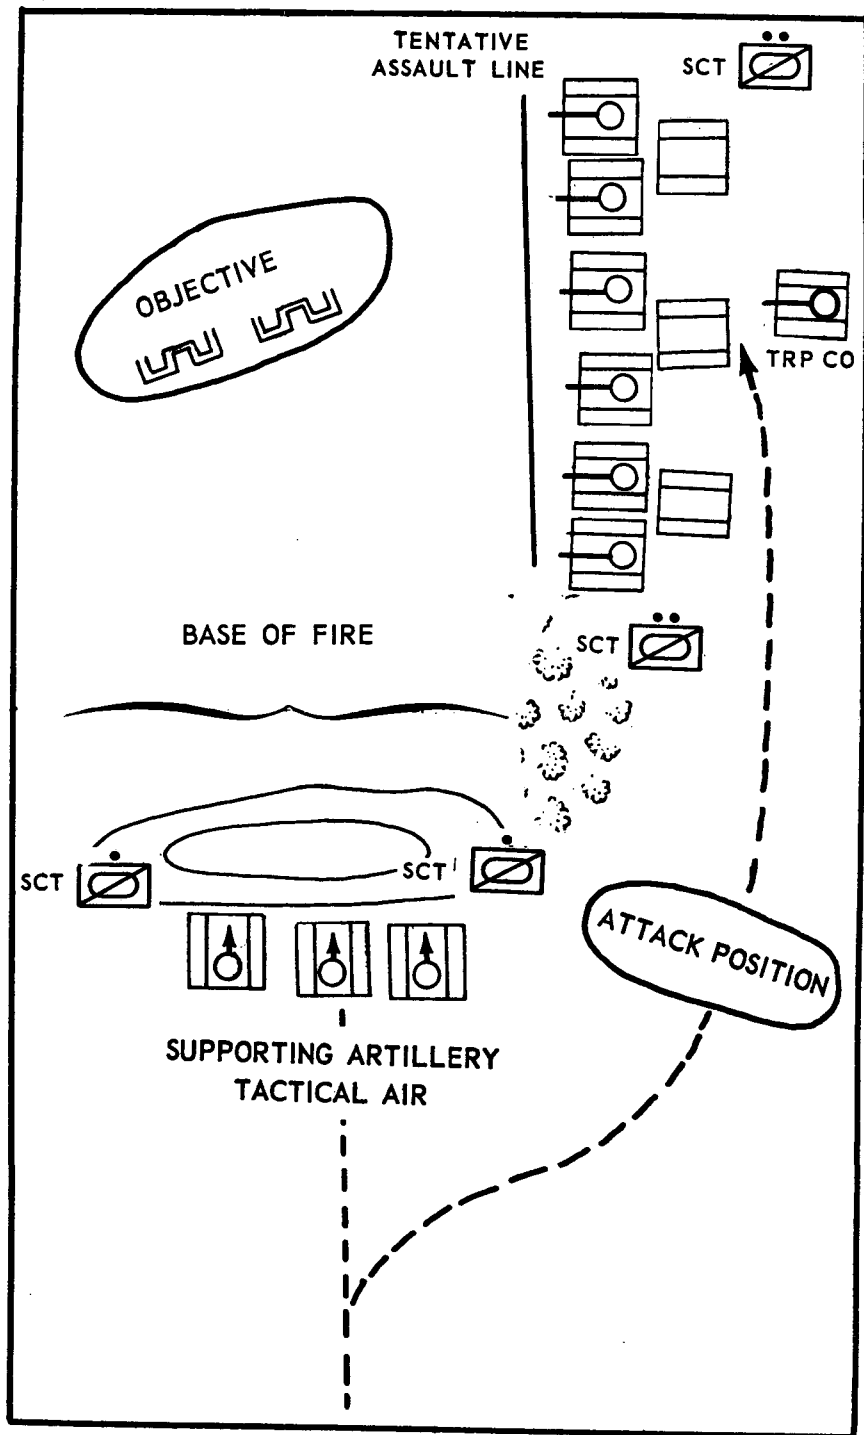 TENTATIVE
ASSAULT LINE
SCT
OBJECTIVE
TRP CO
BASE OF FIRE
SCT
SCT
SCT
ATTACK POSITION
SUPPORTING ARTILLERY
TACTICAL AIR